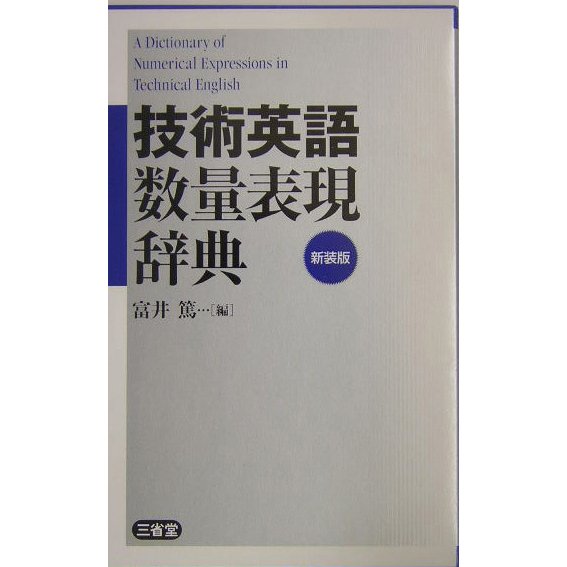 A Dictionary of
Numerical Expressions in
Technical English
技術英語
数量表現
辞典
新装版
富井 篤…[編]
三省堂